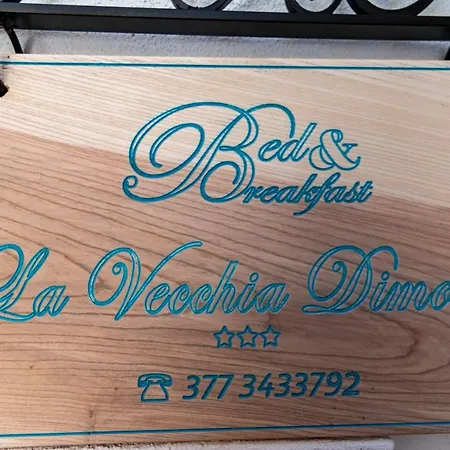 Bed &
Breakfast
La Vecchia Dimo
377 3433792